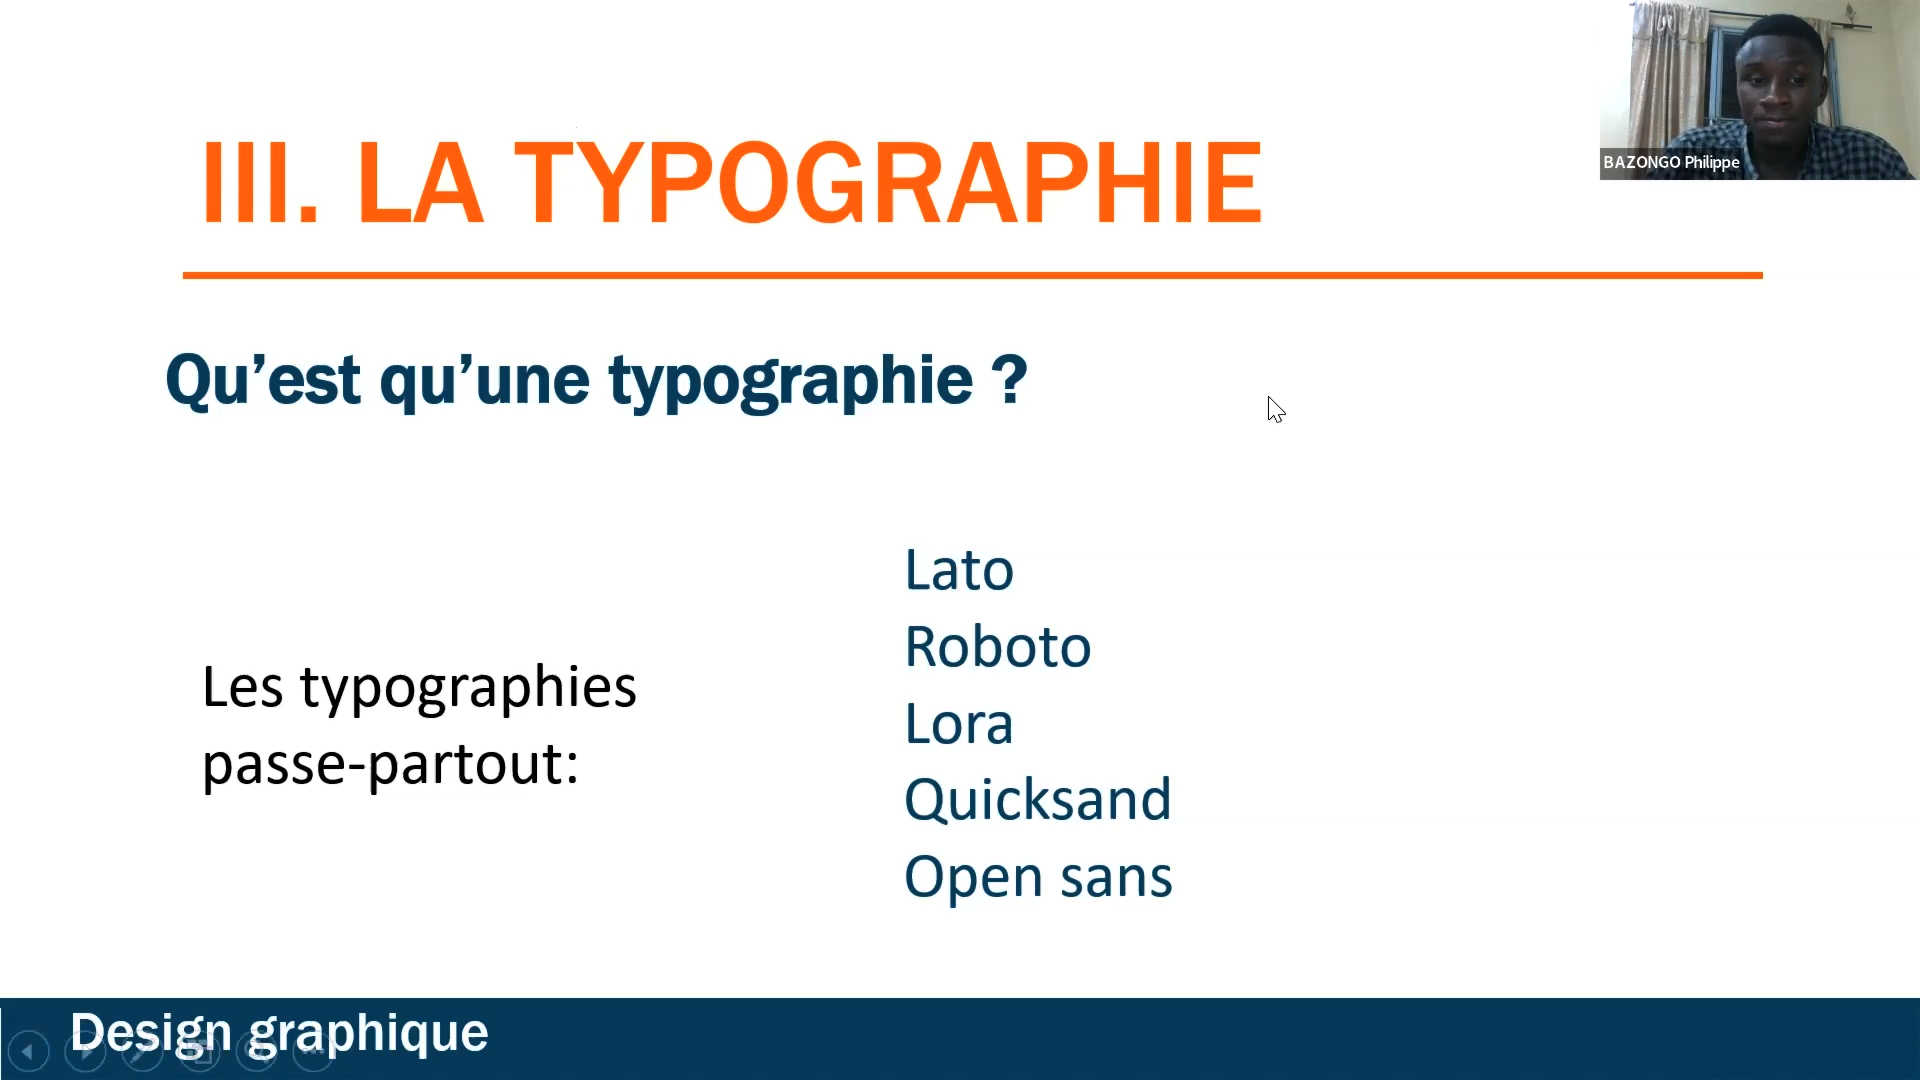 BAZONGO Philippe
III. LA TYPOGRAPHIE
Qu’est qu’une typographie ?
Les typographies
passe-partout:
Lato
Roboto
Lora
Quicksand
Open sans
Design graphique